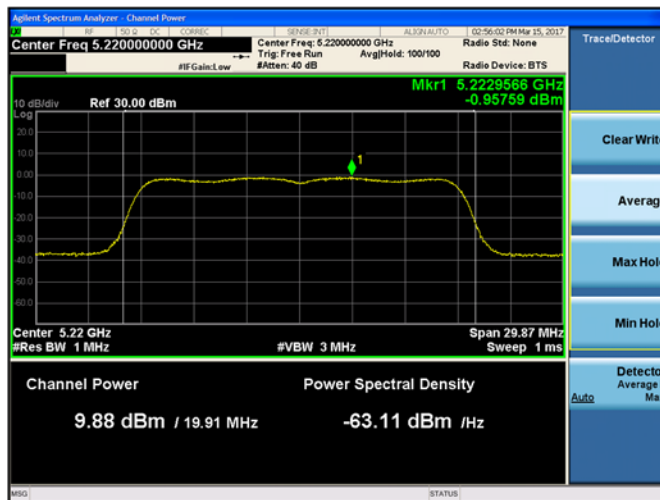 Agilent Spectrum Analyzer - Channel Power
RF 50 Ω DC CORREC SENSE:INT ALIGN AUTO 02:56:02 PM Mar 15, 2017
Center Freq 5.220000000 GHz
Center Freq: 5.220000000 GHz
Radio Std: None
Trig: Free Run Avg|Hold: 100/100
#IFGain:Low #Atten: 40 dB Radio Device: BTS
Mkr1 5.2229566 GHz
-0.95759 dBm
10 dB/div Ref 30.00 dBm
Log
20.0
10.0
0.00
-10.0
-20.0
-30.0
-40.0
-50.0
-60.0
1
Center 5.22 GHz Span 29.87 MHz
#Res BW 1 MHz #VBW 3 MHz Sweep 1 ms
Channel Power Power Spectral Density
9.88 dBm / 19.91 MHz -63.11 dBm /Hz
MSG STATUS
Trace/Detector
Clear Writ
Averag
Max Hol
Min Hol
Detecto
Average
Auto Ma